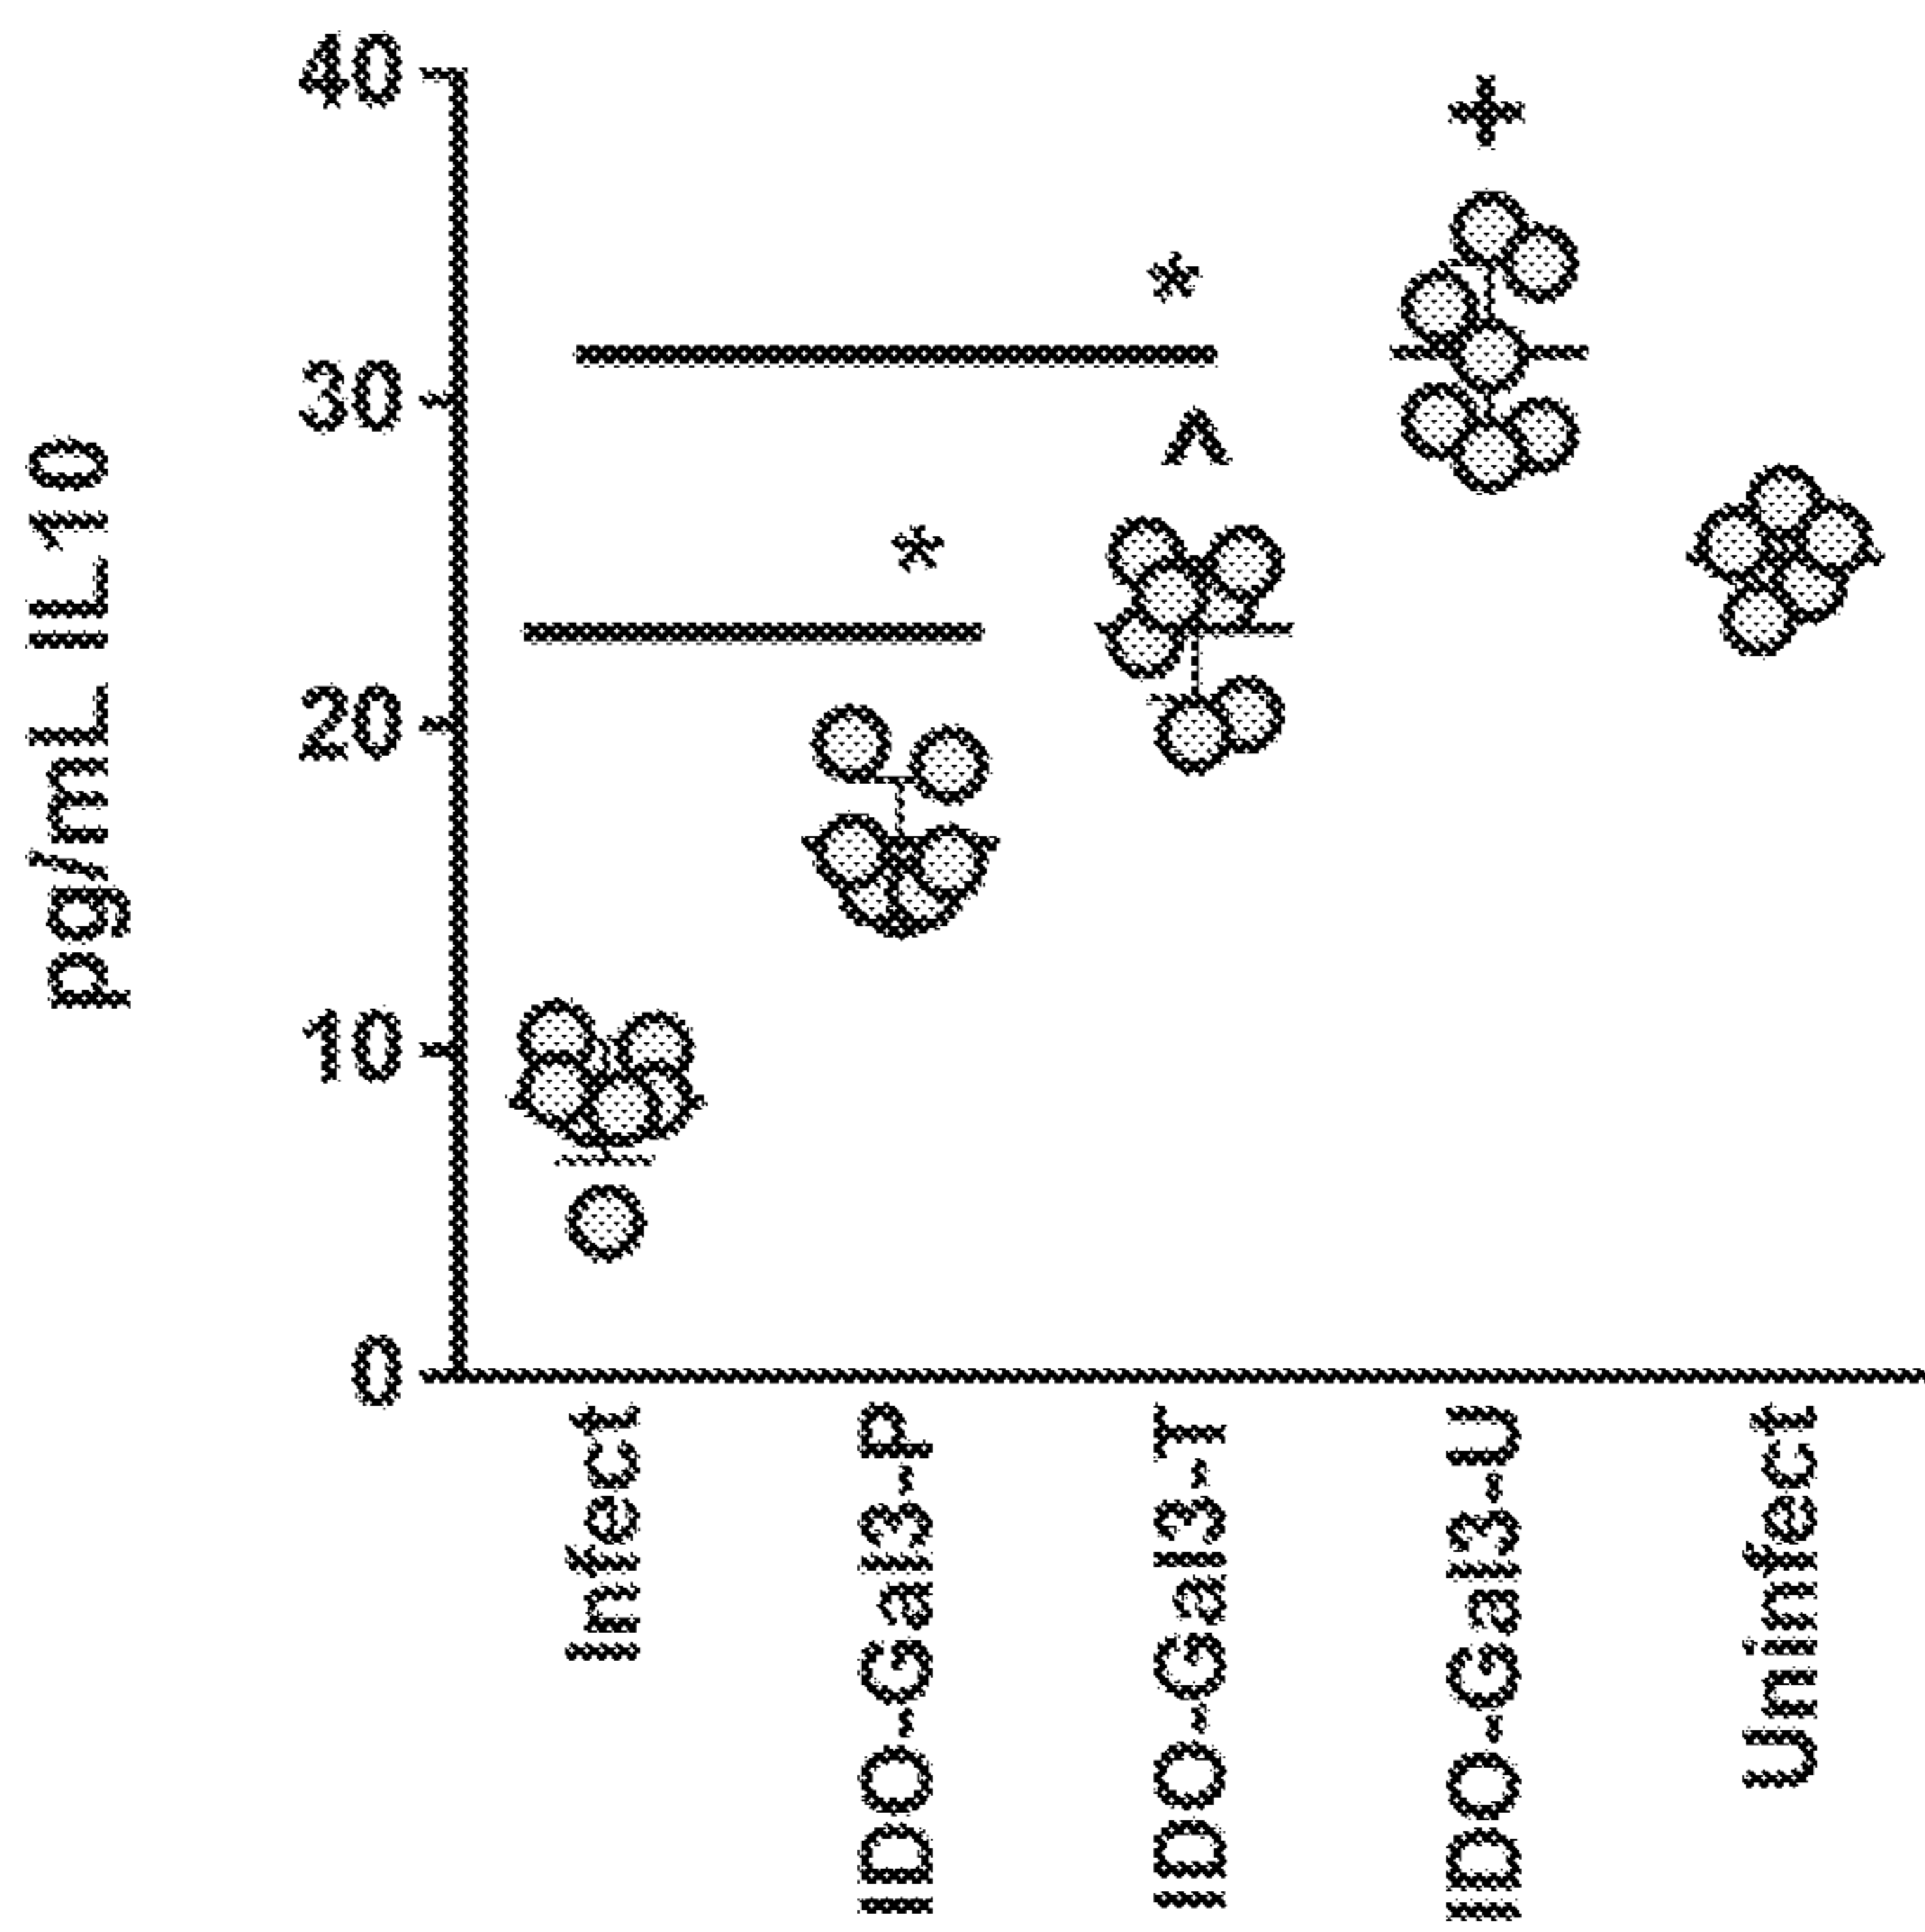 pg/mL IL10
40
30
20
10
0
*
^
*
+
Infect
IDO-Gal3-P
IDO-Gal3-T
IDO-Gal3-U
Uninfect